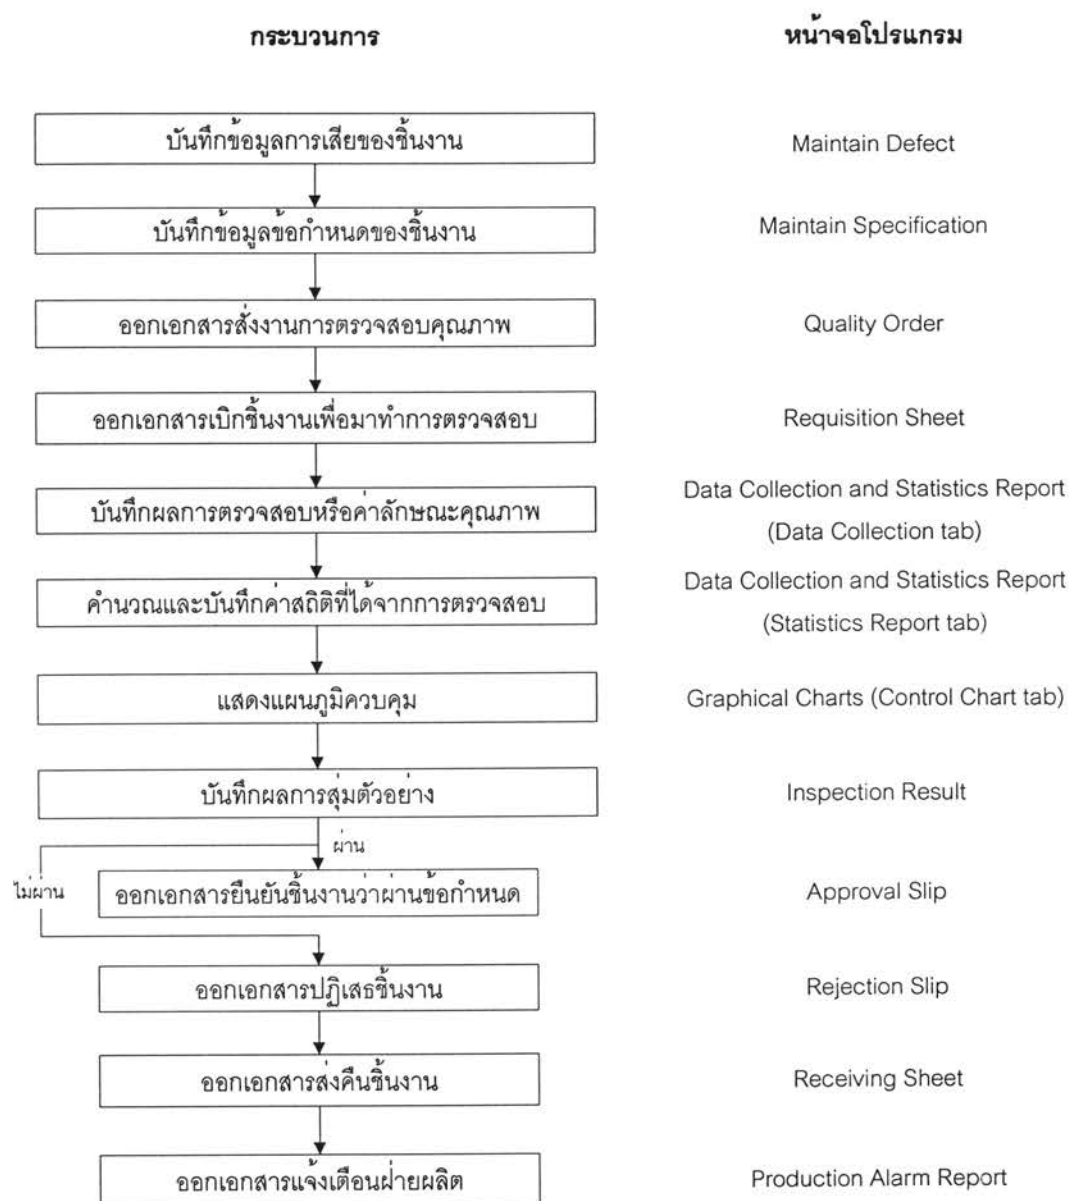 กระบวนการ
หน้าจอโปรแกรม
บันทึกข้อมูลการเสียของชิ้นงาน
Maintain Defect
บันทึกข้อมูลข้อกำหนดของชิ้นงาน
Maintain Specification
ออกเอกสารสั่งงานการตรวจสอบคุณภาพ
Quality Order
ออกเอกสารเบิกชิ้นงานเพื่อมาทำการตรวจสอบ
Requisition Sheet
บันทึกผลการตรวจสอบหรือค่าลักษณะคุณภาพ
Data Collection and Statistics Report
(Data Collection tab)
คำนวณและบันทึกค่าสถิติที่ได้จากการตรวจสอบ
Data Collection and Statistics Report
(Statistics Report tab)
แสดงแผนภูมิควบคุม
Graphical Charts (Control Chart tab)
บันทึกผลการสุ่มตัวอย่าง
Inspection Result
ผ่าน
ไม่ผ่าน
ออกเอกสารยืนยันชิ้นงานว่าผ่านข้อกำหนด
Approval Slip
ออกเอกสารปฏิเสธชิ้นงาน
Rejection Slip
ออกเอกสารส่งคืนชิ้นงาน
Receiving Sheet
ออกเอกสารแจ้งเตือนฝ่ายผลิต
Production Alarm Report